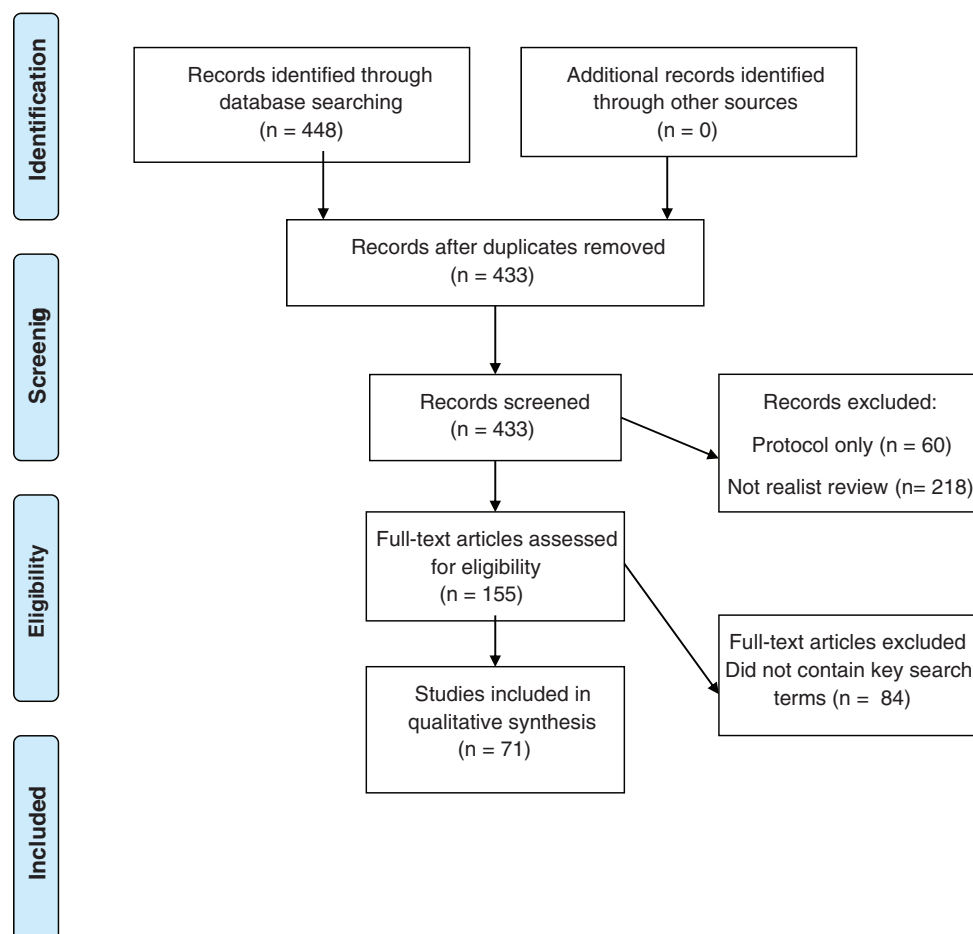 Identification
Records identified through
database searching
(n = 448)
Additional records identified
through other sources
(n = 0)
Records after duplicates removed
(n = 433)
Screenig
Records screened
(n = 433)
Records excluded:
Protocol only (n = 60)
Not realist review (n= 218)
Eligibility
Full-text articles assessed
for eligibility
(n = 155)
Full-text articles excluded
Did not contain key search
terms (n = 84)
Studies included in
qualitative synthesis
(n = 71)
Included